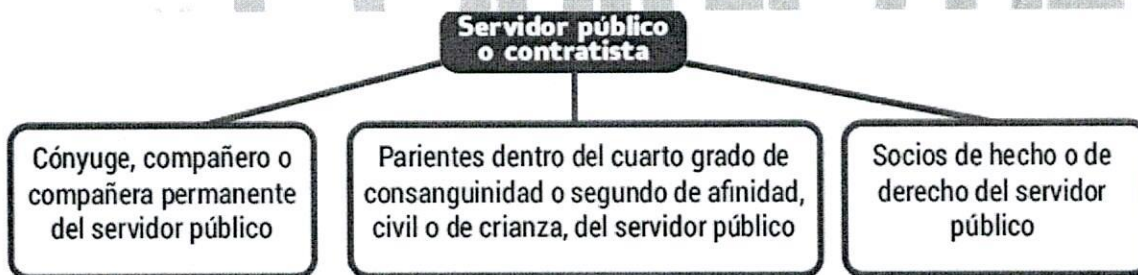 Servidor público
o contratista
Cónyuge, compañero o
compañera permanente
del servidor público
Parientes dentro del cuarto grado de
consanguinidad o segundo de afinidad,
civil o de crianza, del servidor público
Socios de hecho o de
derecho del servidor
público